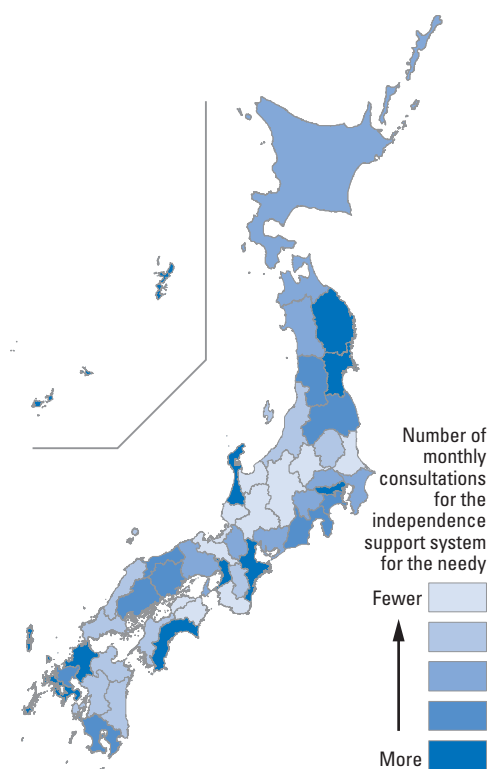 Number of
monthly
consultations
for the
independence
support system
for the needy
Fewer
More